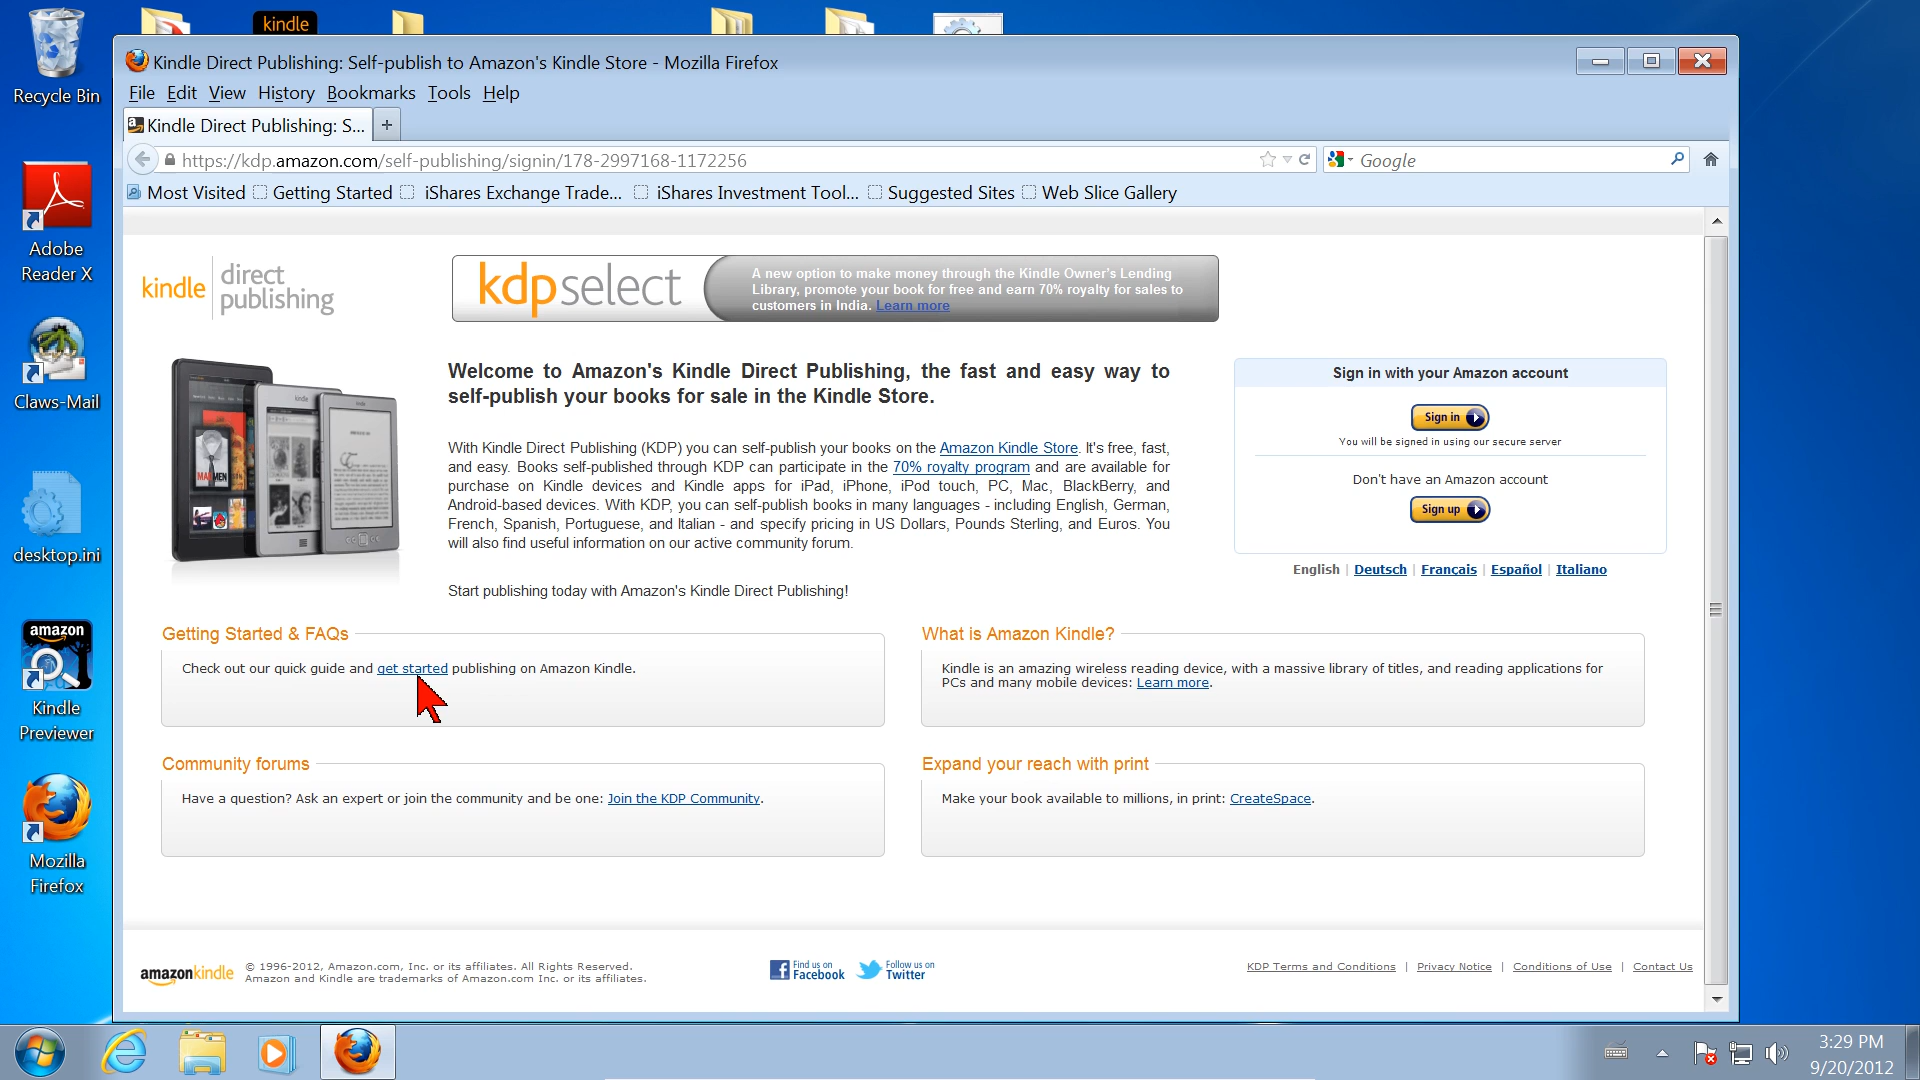 kindle
Recycle Bin
Kindle Direct Publishing: Self-publish to Amazon's Kindle Store - Mozilla Firefox
File Edit View History Bookmarks Tools Help
Kindle Direct Publishing: S... +
https://kdp.amazon.com/self-publishing/signin/178-2997168-1172256
Google
Most Visited Getting Started iShares Exchange Trade... iShares Investment Tool... Suggested Sites Web Slice Gallery
Adobe
Reader X
Claws-Mail
desktop.ini
amazon
Kindle
Previewer
Mozilla
Firefox
kindle direct
publishing
kdpselect
A new option to make money through the Kindle Owner's Lending
Library, promote your book for free and earn 70% royalty for sales to
customers in India. Learn more
Welcome to Amazon's Kindle Direct Publishing, the fast and easy way to
self-publish your books for sale in the Kindle Store.
With Kindle Direct Publishing (KDP) you can self-publish your books on the Amazon Kindle Store. It's free, fast,
and easy. Books self-published through KDP can participate in the 70% royalty program and are available for
purchase on Kindle devices and Kindle apps for iPad, iPhone, iPod touch, PC, Mac, BlackBerry, and
Android-based devices. With KDP, you can self-publish books in many languages - including English, German,
French, Spanish, Portuguese, and Italian - and specify pricing in US Dollars, Pounds Sterling, and Euros. You
will also find useful information on our active community forum.
Start publishing today with Amazon's Kindle Direct Publishing!
Sign in with your Amazon account
Sign in
You will be signed in using our secure server
Don't have an Amazon account
Sign up
English | Deutsch | Français | Español | Italiano
Getting Started & FAQs
Check out our quick guide and get started publishing on Amazon Kindle.
What is Amazon Kindle?
Kindle is an amazing wireless reading device, with a massive library of titles, and reading applications for
PCs and many mobile devices: Learn more.
Community forums
Have a question? Ask an expert or join the community and be one: Join the KDP Community.
Expand your reach with print
Make your book available to millions, in print: CreateSpace.
amazonkindle
© 1996-2012, Amazon.com, Inc. or its affiliates. All Rights Reserved.
Amazon and Kindle are trademarks of Amazon.com Inc. or its affiliates.
Find us on
Facebook
Follow us on
Twitter
KDP Terms and Conditions | Privacy Notice | Conditions of Use | Contact Us
3:29 PM
9/20/2012